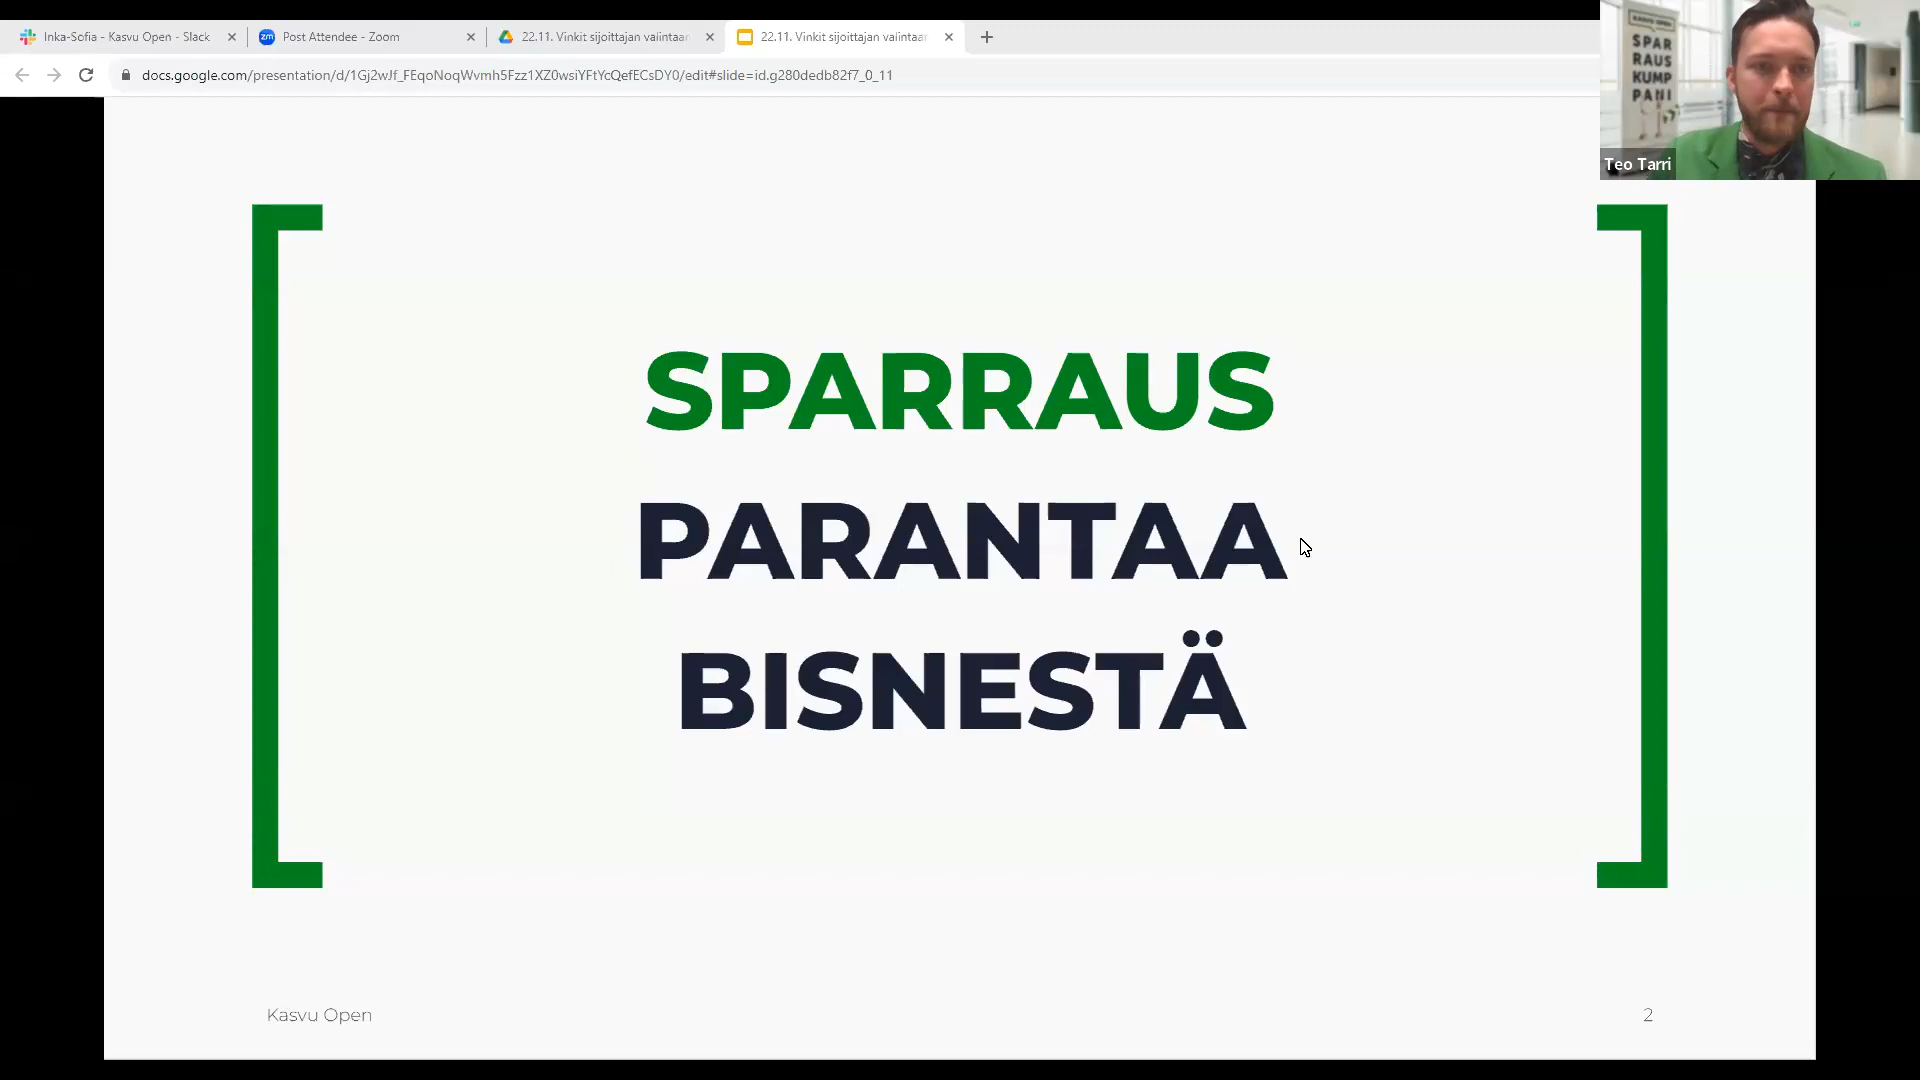 Inka-Sofia - Kasvu Open - Slack
Post Attendee - Zoom
22.11. Vinkit sijoittajan valintaan
22.11. Vinkit sijoittajan valintaan
docs.google.com/presentation/d/1Gj2wJf_FEqoNoqWvmh5Fzz1XZ0wsiYFtYcQefECsDY0/edit#slide=id.g280dedb82f7_0_11
KASVU OPEN
SPAR
RAUS
KUMP
PANI
Teo Tarri
SPARRAUS
PARANTAA
BISNESTÄ
Kasvu Open
2